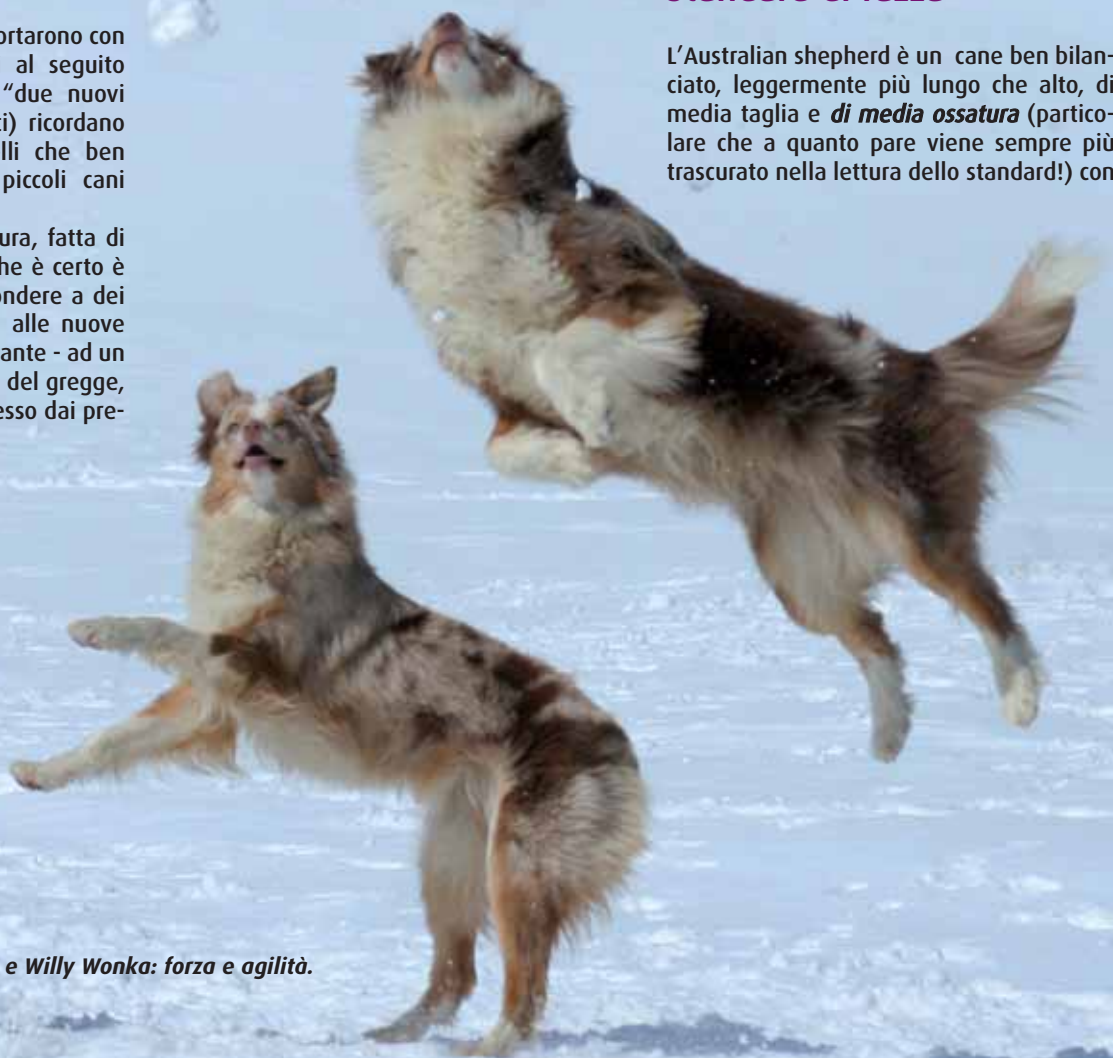 ortarono con
al seguito
“due nuovi
ricordano
lli che ben
piccoli cani
ura, fatta di
he è certo è
ondere a dei
alle nuove
ante - ad un
del gregge,
esso dai pre-
L’Australian shepherd è un cane ben bilan-
ciato, leggermente più lungo che alto, di
media taglia e di media ossatura (partico-
lare che a quanto pare viene sempre più
trascurato nella lettura dello standard!) con
e Willy Wonka: forza e agilità.